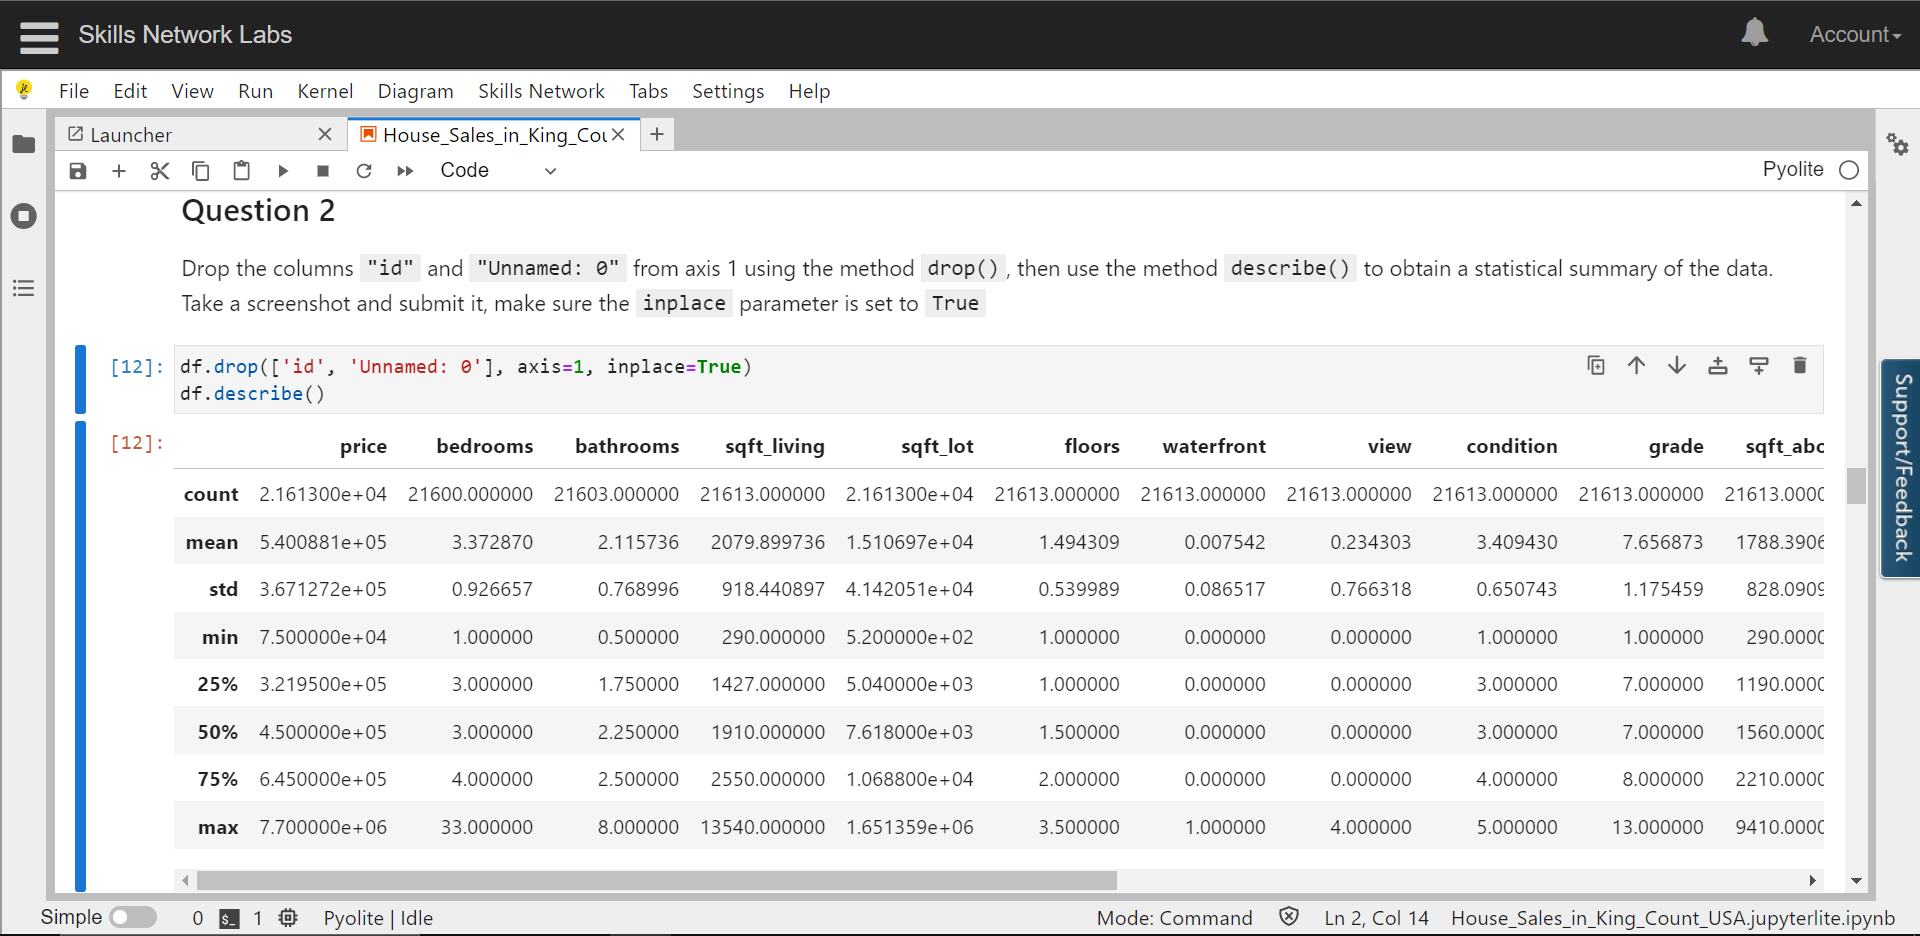 Skills Network Labs
Account
File Edit View Run Kernel Diagram Skills Network Tabs Settings Help
Launcher House_Sales_in_King_Cou
Code Pyolite
Question 2
Drop the columns "id" and "Unnamed: 0" from axis 1 using the method drop(), then use the method describe() to obtain a statistical summary of the data.
Take a screenshot and submit it, make sure the inplace parameter is set to True
[12]: df.drop(['id', 'Unnamed: 0'], axis=1, inplace=True)
df.describe()
[12]: price bedrooms bathrooms sqft_living sqft_lot floors waterfront view condition grade sqft_abc
count 2.161300e+04 21600.000000 21603.000000 21613.000000 2.161300e+04 21613.000000 21613.000000 21613.000000 21613.000000 21613.000000 21613.0000
mean 5.400881e+05 3.372870 2.115736 2079.899736 1.510697e+04 1.494309 0.007542 0.234303 3.409430 7.656873 1788.3906
std 3.671272e+05 0.926657 0.768996 918.440897 4.142051e+04 0.539989 0.086517 0.766318 0.650743 1.175459 828.0909
min 7.500000e+04 1.000000 0.500000 290.000000 5.200000e+02 1.000000 0.000000 0.000000 1.000000 1.000000 290.0000
25% 3.219500e+05 3.000000 1.750000 1427.000000 5.040000e+03 1.000000 0.000000 0.000000 3.000000 7.000000 1190.0000
50% 4.500000e+05 3.000000 2.250000 1910.000000 7.618000e+03 1.500000 0.000000 0.000000 3.000000 7.000000 1560.0000
75% 6.450000e+05 4.000000 2.500000 2550.000000 1.068800e+04 2.000000 0.000000 0.000000 4.000000 8.000000 2210.0000
max 7.700000e+06 33.000000 8.000000 13540.000000 1.651359e+06 3.500000 1.000000 4.000000 5.000000 13.000000 9410.0000
Support/Feedback
Simple 0 $_ 1 Pyolite | Idle Mode: Command Ln 2, Col 14 House_Sales_in_King_Count_USA.jupyterlite.ipynb